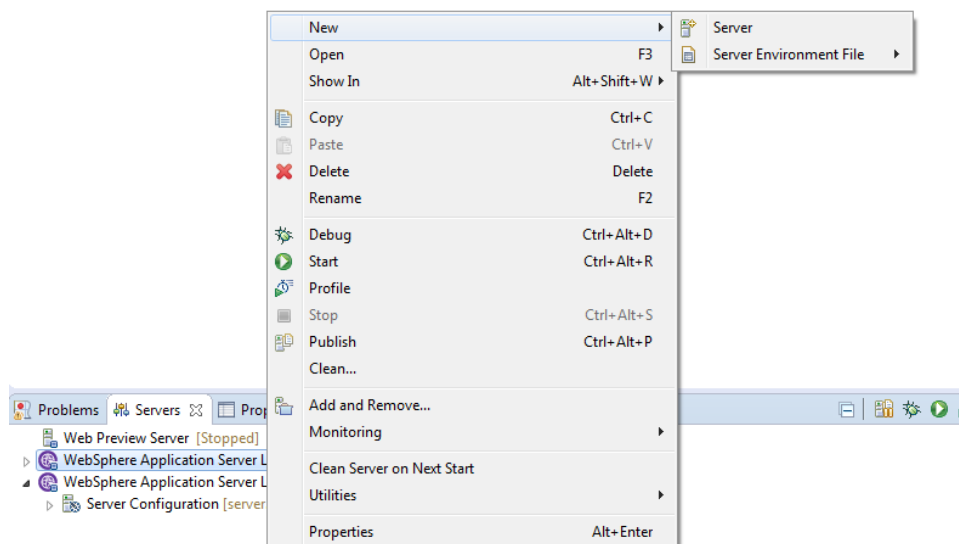 New
Server
Open F3
Server Environment File
Show In Alt+Shift+W
Copy Ctrl+C
Paste Ctrl+V
Delete Delete
Rename F2
Debug Ctrl+Alt+D
Start Ctrl+Alt+R
Profile
Stop Ctrl+Alt+S
Publish Ctrl+Alt+P
Clean...
Problems Servers Prop
Add and Remove...
Web Preview Server [Stopped]
Monitoring
WebSphere Application Server L
Clean Server on Next Start
WebSphere Application Server L
Utilities
Server Configuration [server
Properties Alt+Enter